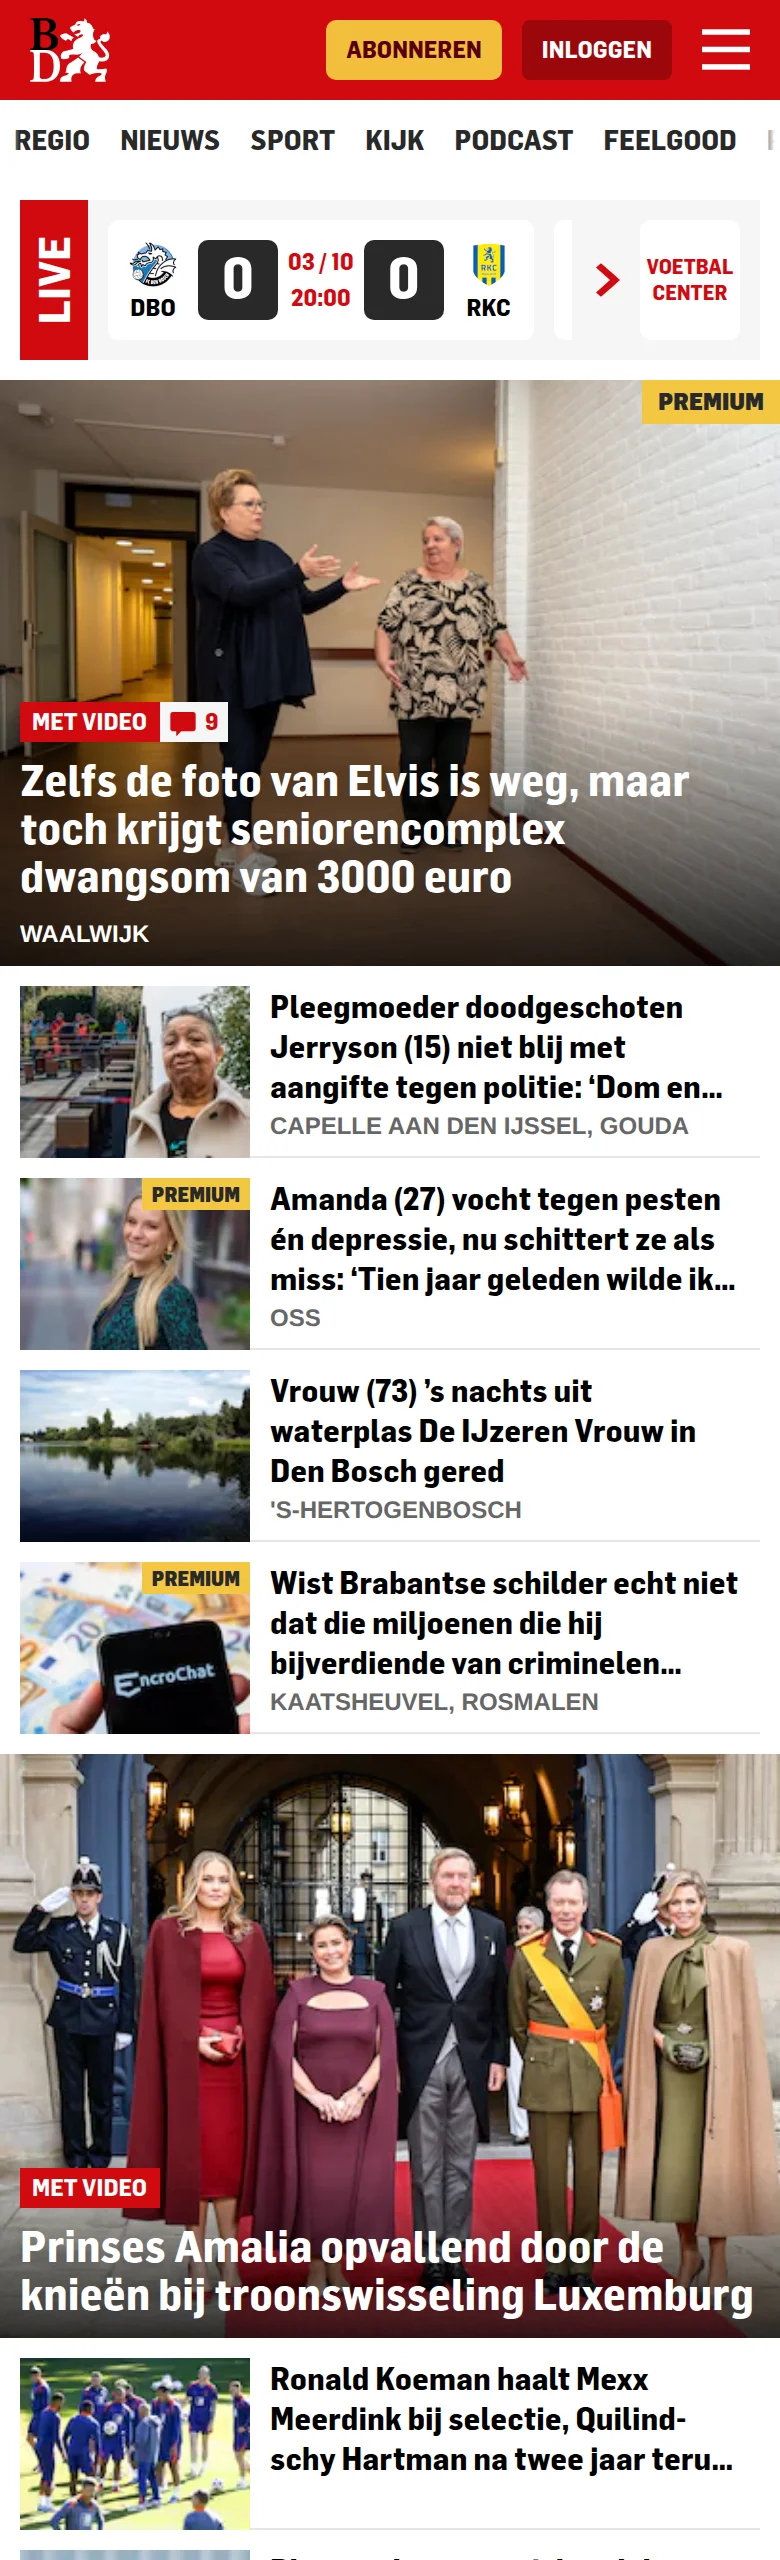 BD
ABONNEREN
INLOGGEN
REGIO NIEUWS SPORT KIJK PODCAST FEELGOOD
LIVE
DBO
0
03 / 10
20:00
0
RKC
VOETBAL
CENTER
PREMIUM
MET VIDEO 9
Zelfs de foto van Elvis is weg, maar
toch krijgt seniorencomplex
dwangsom van 3000 euro
WAALWIJK
Pleegmoeder doodgeschoten
Jerryson (15) niet blij met
aangifte tegen politie: ‘Dom en...
CAPELLE AAN DEN IJSSEL, GOUDA
PREMIUM
Amanda (27) vocht tegen pesten
én depressie, nu schittert ze als
miss: ‘Tien jaar geleden wilde ik...
OSS
Vrouw (73) ’s nachts uit
waterplas De IJzeren Vrouw in
Den Bosch gered
'S-HERTOGENBOSCH
PREMIUM
EncroChat
Wist Brabantse schilder echt niet
dat die miljoenen die hij
bijverdiende van criminelen...
KAATSHEUVEL, ROSMALEN
MET VIDEO
Prinses Amalia opvallend door de
knieën bij troonswisseling Luxemburg
Ronald Koeman haalt Mexx
Meerdink bij selectie, Quilind-
schy Hartman na twee jaar teru...